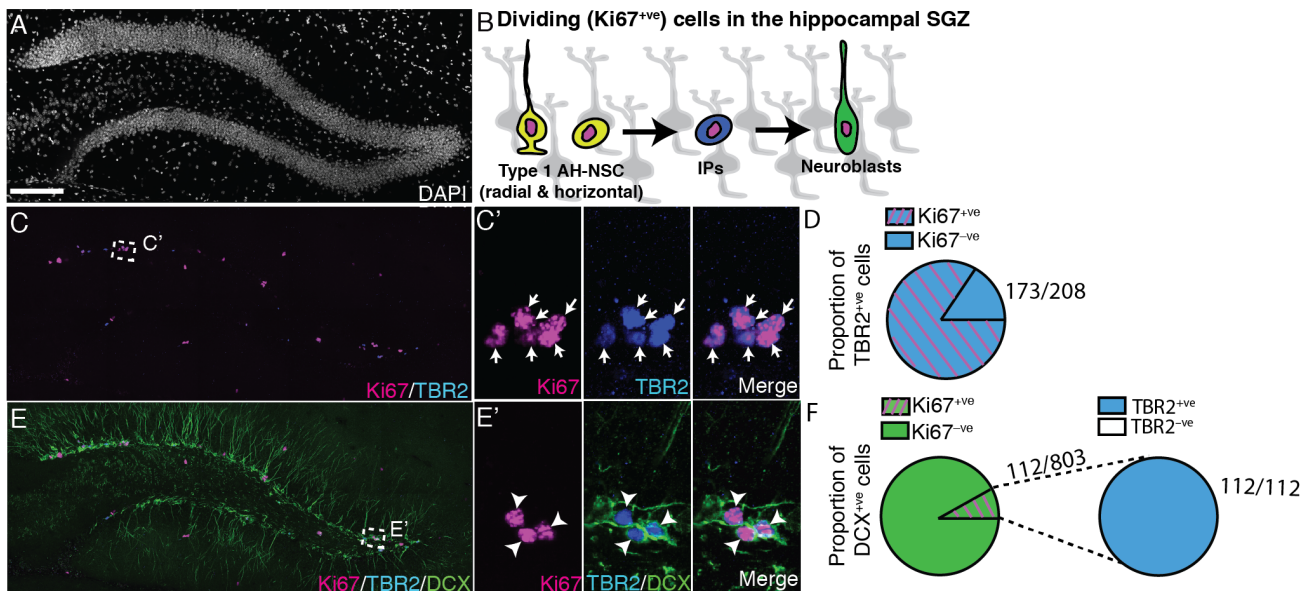 A
DAPI
B Dividing (Ki67+ve) cells in the hippocampal SGZ
Type 1 AH-NSC
(radial & horizontal)
IPs
Neuroblasts
C
C'
Ki67/TBR2
C'
Ki67
TBR2
Merge
D
Ki67+ve
Ki67–ve
Proportion of
TBR2+ve cells
173/208
E
E'
Ki67/TBR2/DCX
E'
Ki67
TBR2/DCX
Merge
F
Ki67+ve
Ki67–ve
TBR2+ve
TBR2–ve
Proportion of
DCX+ve cells
112/803
112/112